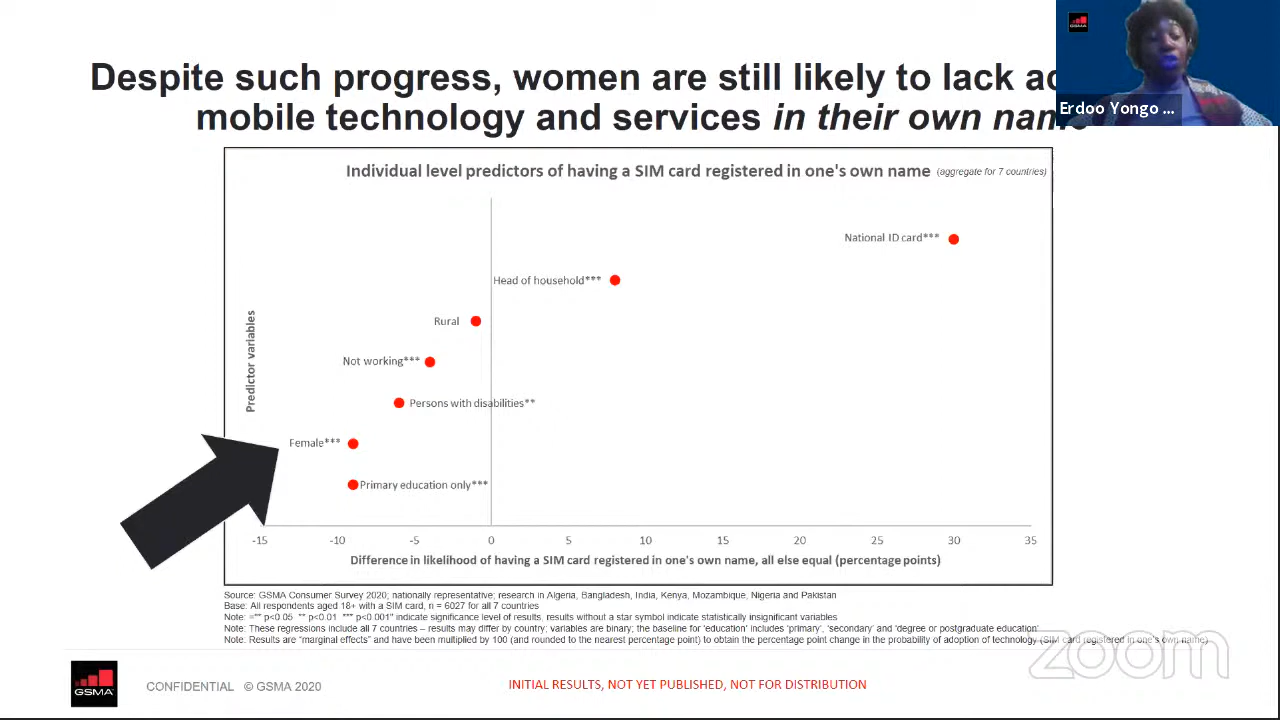 Despite such progress, women are still likely to lack
mobile technology and services in their own name
GSMA
Erdoo Yongo ...
Individual level predictors of having a SIM card registered in one's own name (aggregate for 7 countries)
National ID card***
Head of household***
Rural
Not working***
Persons with disabilities**
Female***
Primary education only***
Predictor variables
-15 -10 -5 0 5 10 15 20 25 30 35
Difference in likelihood of having a SIM card registered in one's own name, all else equal (percentage points)
Source: GSMA Consumer Survey 2020; nationally representative; research in Algeria, Bangladesh, India, Kenya, Mozambique, Nigeria and Pakistan
Base: All respondents aged 18+ with a SIM card, n = 6027 for all 7 countries
Note: ="* p<0.05 ** p<0.01 *** p<0.001" indicate significance level of results, results without a star symbol indicate statistically insignificant variables
Note: These regressions include all 7 countries – results may differ by country; variables are binary; the baseline for 'education' includes 'primary', 'secondary' and 'degree or postgraduate education'
Note: Results are "marginal effects" and have been multiplied by 100 (and rounded to the nearest percentage point) to obtain the percentage point change in the probability of adoption of technology (SIM card registered in one's own name)
zoom
GSMA
CONFIDENTIAL © GSMA 2020
INITIAL RESULTS, NOT YET PUBLISHED, NOT FOR DISTRIBUTION